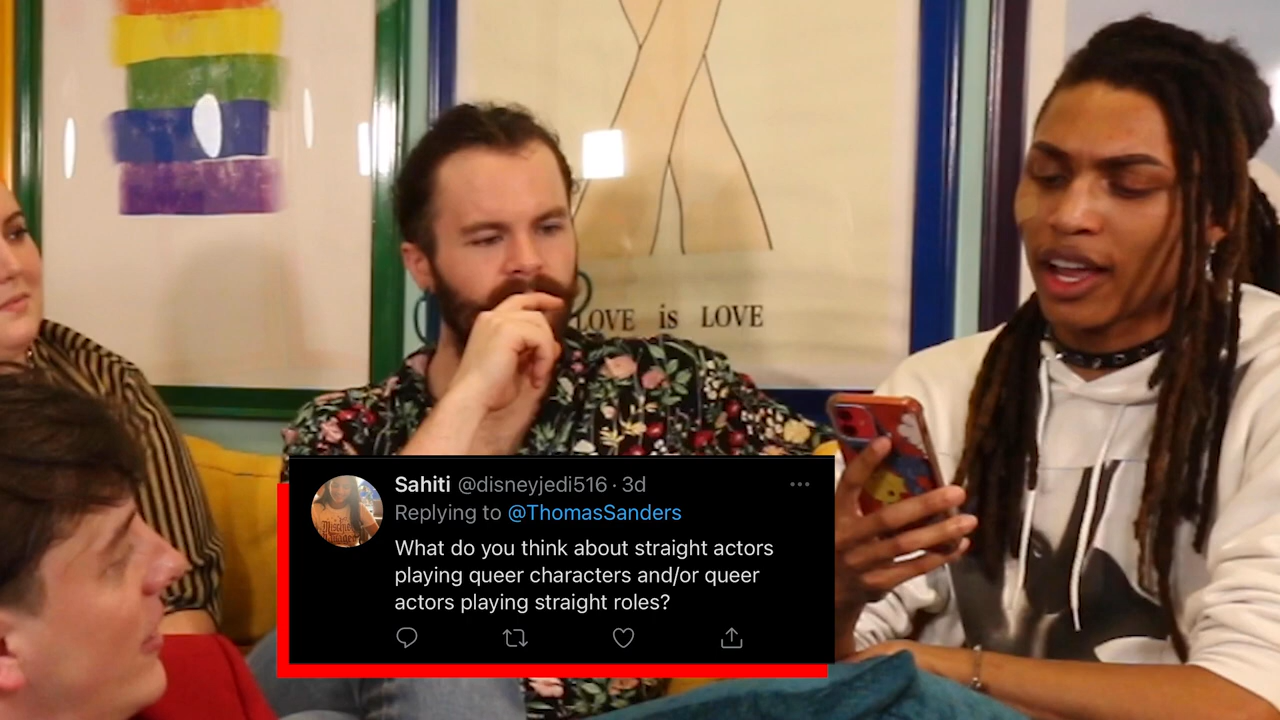 LOVE is LOVE
Sahiti @disneyjedi516 · 3d
Replying to @ThomasSanders
What do you think about straight actors
playing queer characters and/or queer
actors playing straight roles?